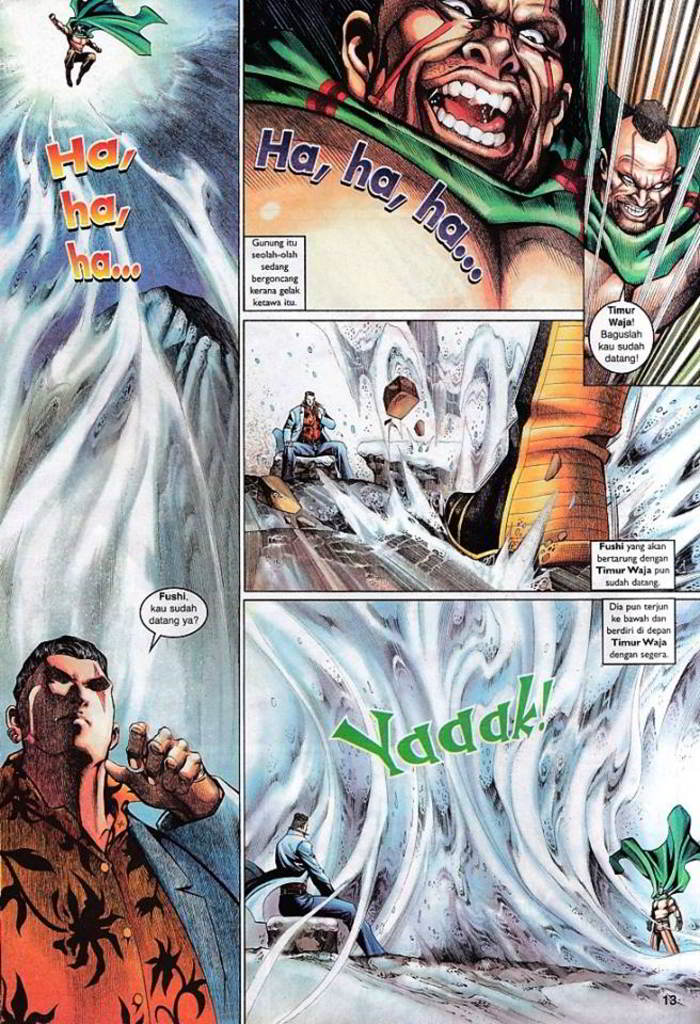 Ha,
ha,
ha...
Fushi,
kau sudah
datang ya?
Ha, ha, ha...
Gunung itu
seolah-olah
sedang
bergoncang
kerana gelak
ketawa itu.
Timur
Waja!
Baguslah
kau sudah
datang!
Fushi yang akan
bertarung dengan
Timur Waja pun
sudah datang.
Dia pun terjun
ke bawah dan
berdiri di depan
Timur Waja
dengan segera.
Yaaak!
13